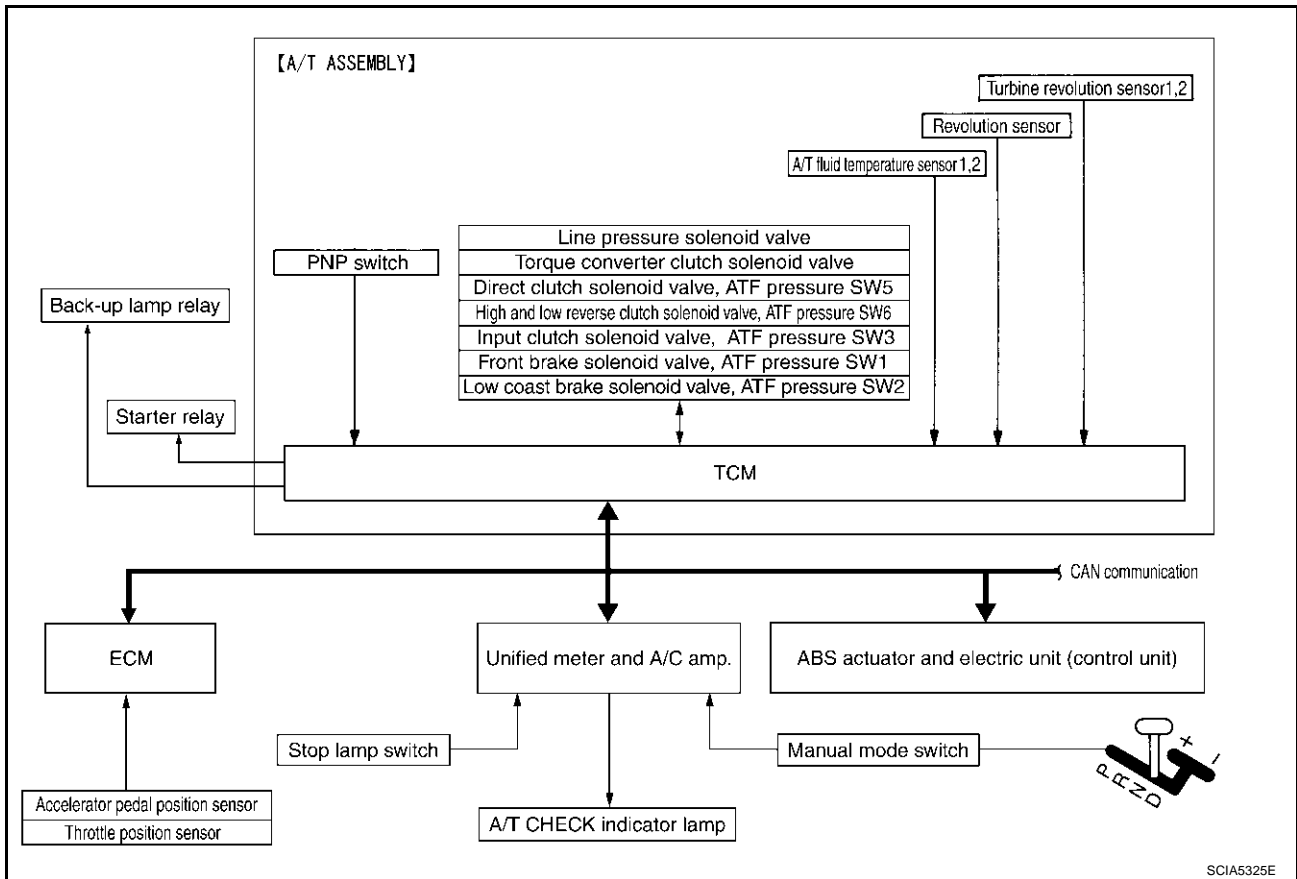 【A/T ASSEMBLY】
Turbine revolution sensor1,2
Revolution sensor
A/T fluid temperature sensor1,2
Line pressure solenoid valve
PNP switch
Torque converter clutch solenoid valve
Direct clutch solenoid valve, ATF pressure SW5
Back-up lamp relay
High and low reverse clutch solenoid valve, ATF pressure SW6
Input clutch solenoid valve, ATF pressure SW3
Front brake solenoid valve, ATF pressure SW1
Low coast brake solenoid valve, ATF pressure SW2
Starter relay
TCM
CAN communication
ECM
Unified meter and A/C amp.
ABS actuator and electric unit (control unit)
Stop lamp switch
Manual mode switch
+ -
P R N D
Accelerator pedal position sensor
Throttle position sensor
A/T CHECK indicator lamp
SCIA5325E